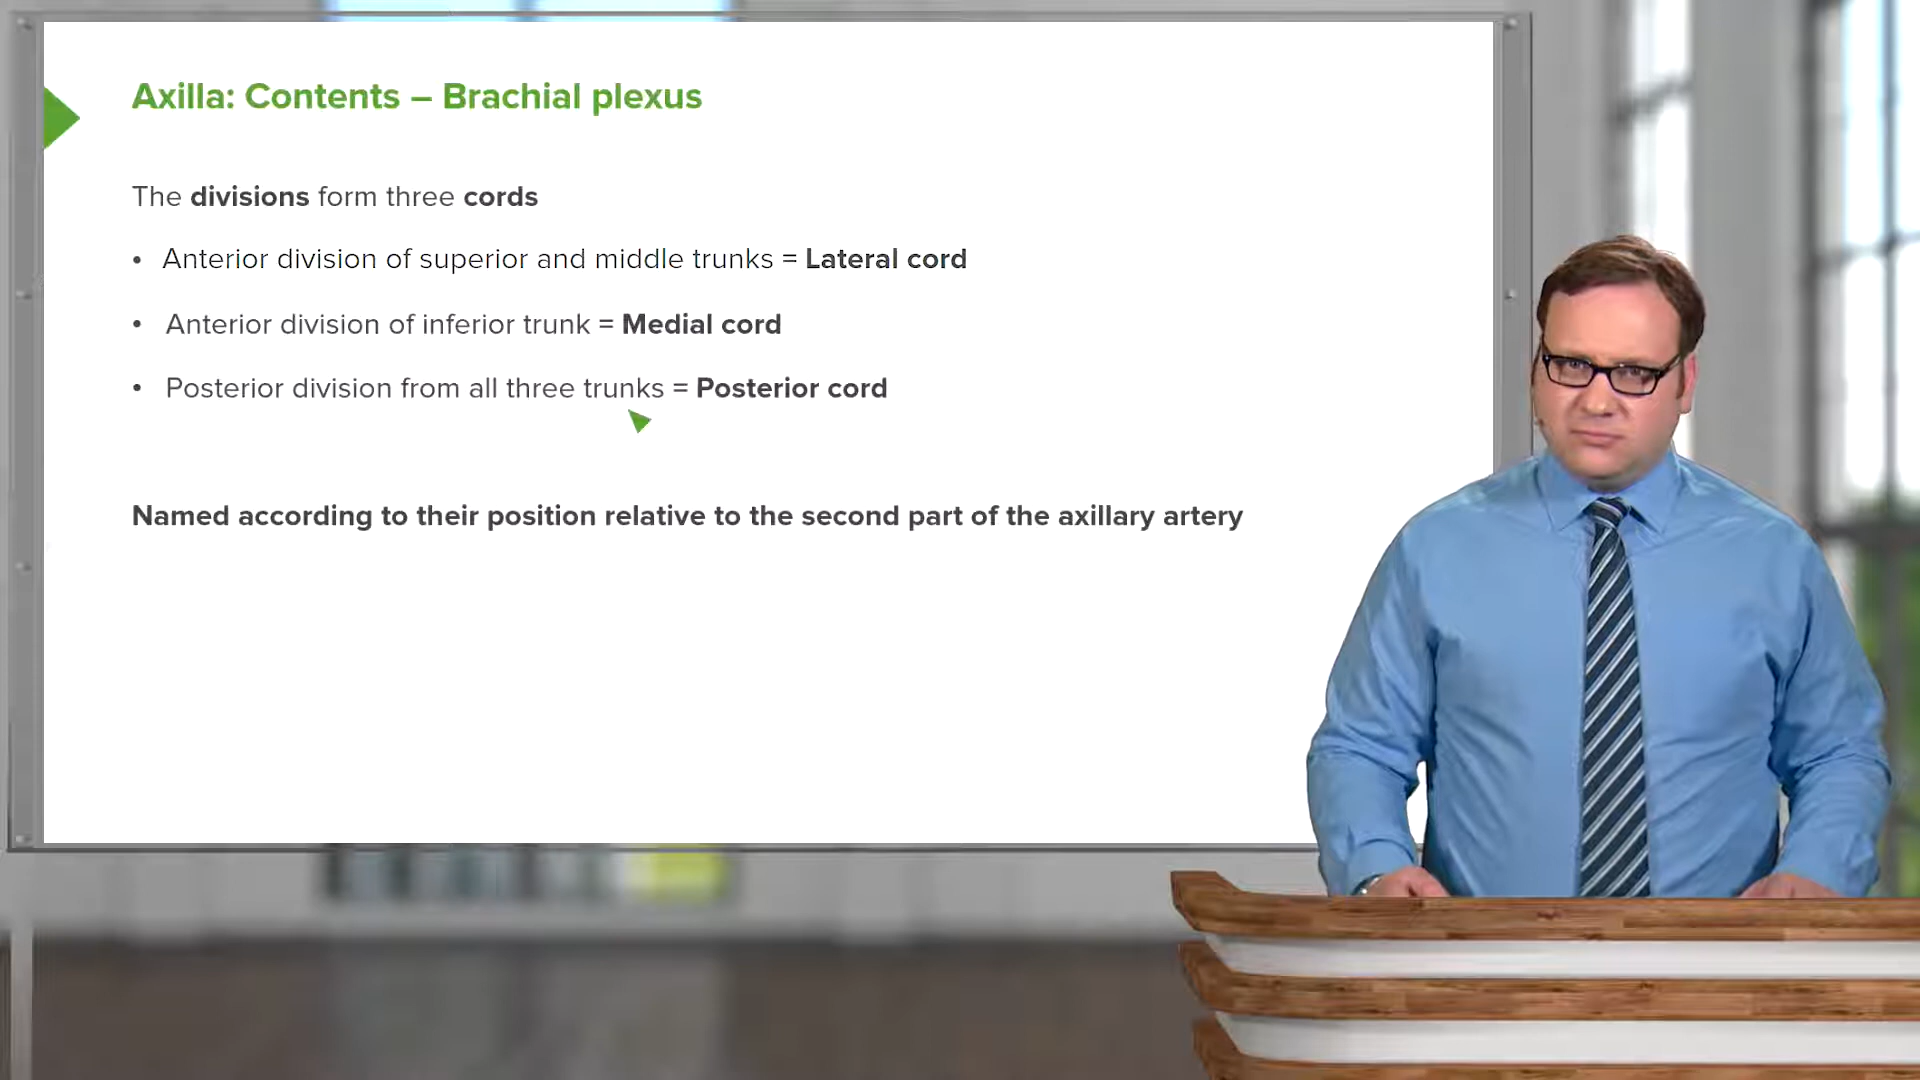 Axilla: Contents – Brachial plexus
The divisions form three cords
• Anterior division of superior and middle trunks = Lateral cord
• Anterior division of inferior trunk = Medial cord
• Posterior division from all three trunks = Posterior cord
Named according to their position relative to the second part of the axillary artery